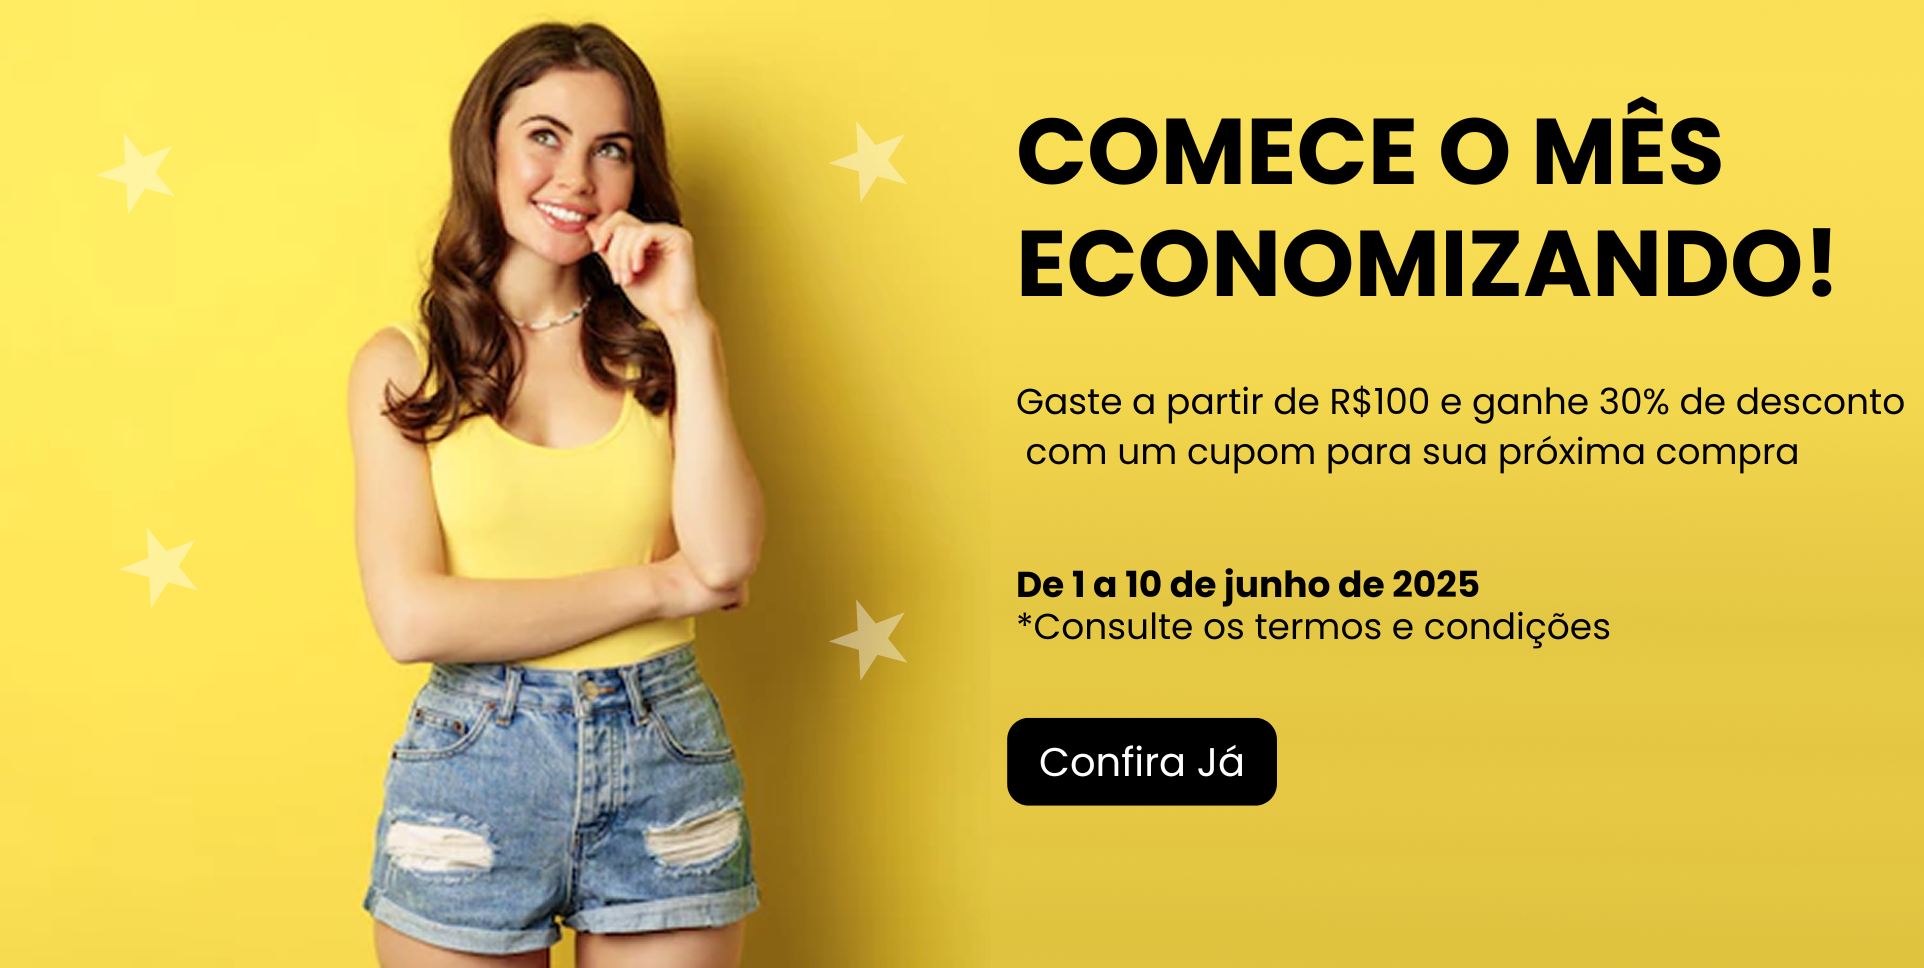 COMECE O MÊS
ECONOMIZANDO!
Gaste a partir de R$100 e ganhe 30% de desconto
com um cupom para sua próxima compra
De 1 a 10 de junho de 2025
*Consulte os termos e condições
Confira Já